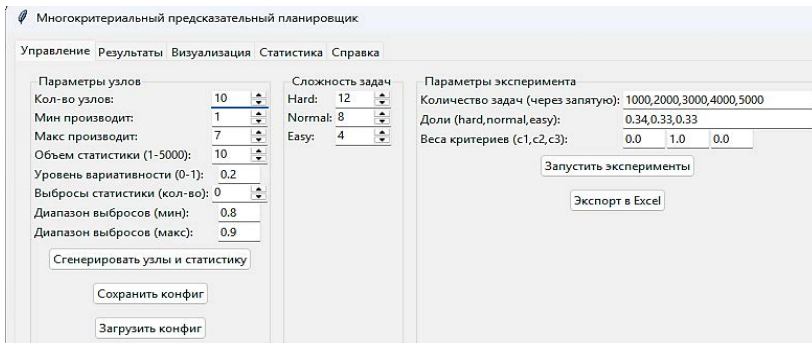 Многокритериальный предсказательный планировщик
Управление Результаты Визуализация Статистика Справка
Параметры узлов
Кол-во узлов: 10
Мин производит: 1
Макс производит: 7
Объем статистики (1-5000): 10
Уровень вариативности (0-1): 0.2
Выбросы статистики (кол-во): 0
Диапазон выбросов (мин): 0.8
Диапазон выбросов (макс): 0.9
Сгенерировать узлы и статистику
Сохранить конфиг
Загрузить конфиг
Сложность задач
Hard: 12
Normal: 8
Easy: 4
Параметры эксперимента
Количество задач (через запятую): 1000,2000,3000,4000,5000
Доли (hard,normal,easy): 0.34,0.33,0.33
Веса критериев (c1,c2,c3): 0.0 1.0 0.0
Запустить эксперименты
Экспорт в Excel